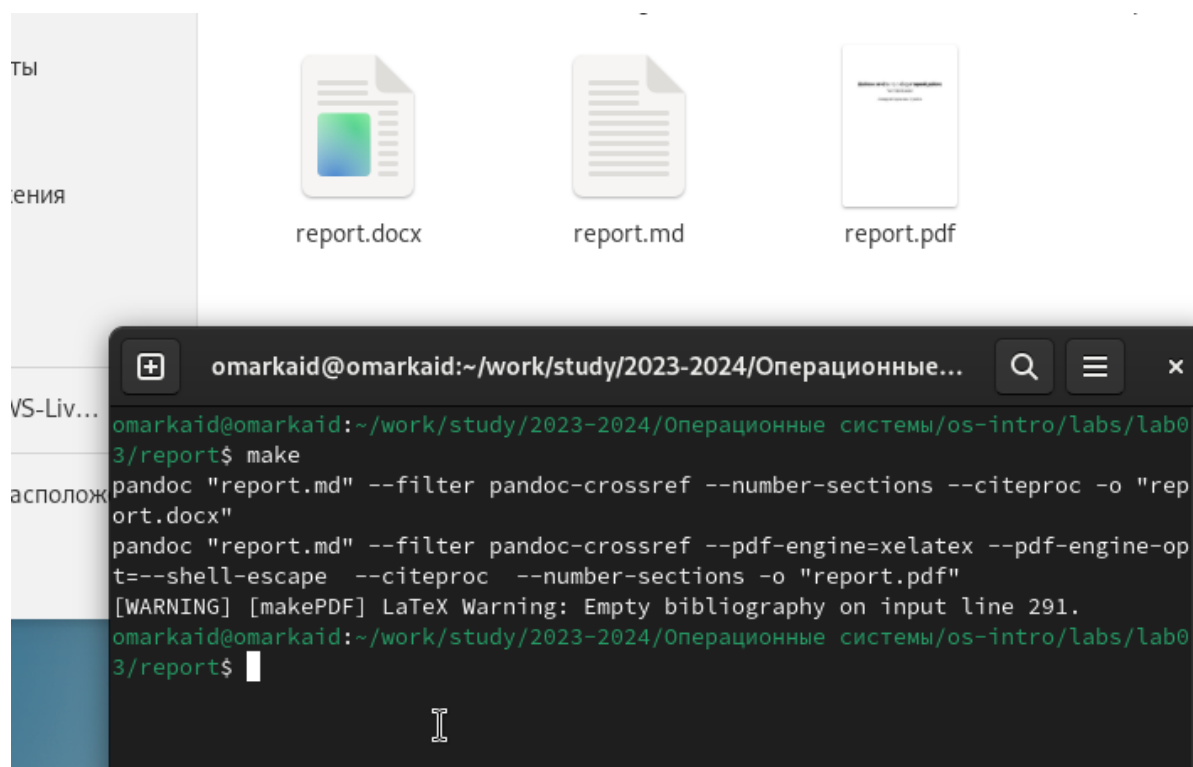 ты
ения
report.docx
report.md
report.pdf
omarkaid@omarkaid:~/work/study/2023-2024/Операционные...
VS-Liv...
асполож
omarkaid@omarkaid:~/work/study/2023-2024/Операционные системы/os-intro/labs/lab0
3/report$ make
pandoc "report.md" --filter pandoc-crossref --number-sections --citeproc -o "rep
ort.docx"
pandoc "report.md" --filter pandoc-crossref --pdf-engine=xelatex --pdf-engine-op
t=--shell-escape  --citeproc  --number-sections -o "report.pdf"
[WARNING] [makePDF] LaTeX Warning: Empty bibliography on input line 291.
omarkaid@omarkaid:~/work/study/2023-2024/Операционные системы/os-intro/labs/lab0
3/report$